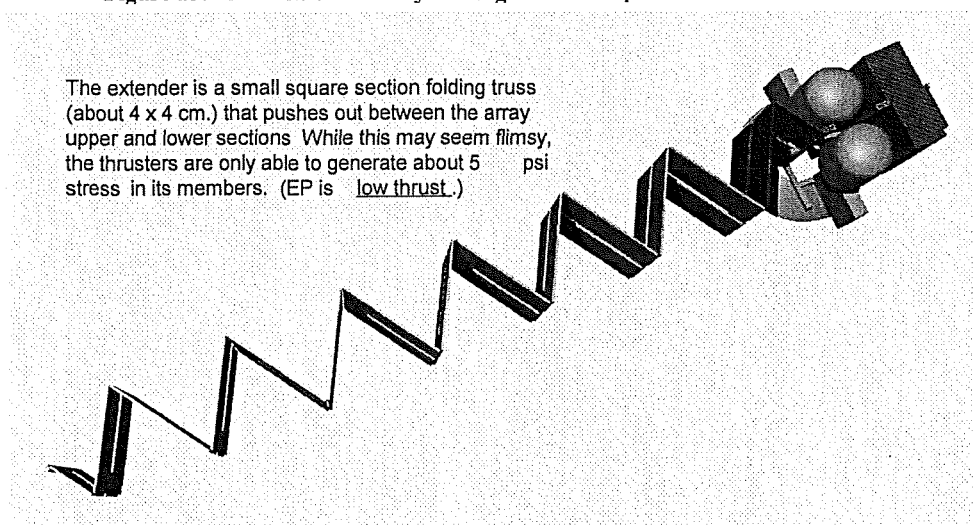 The extender is a small square section folding truss
(about 4 x 4 cm.) that pushes out between the array
upper and lower sections While this may seem flimsy,
the thrusters are only able to generate about 5 psi
stress in its members. (EP is low thrust.)